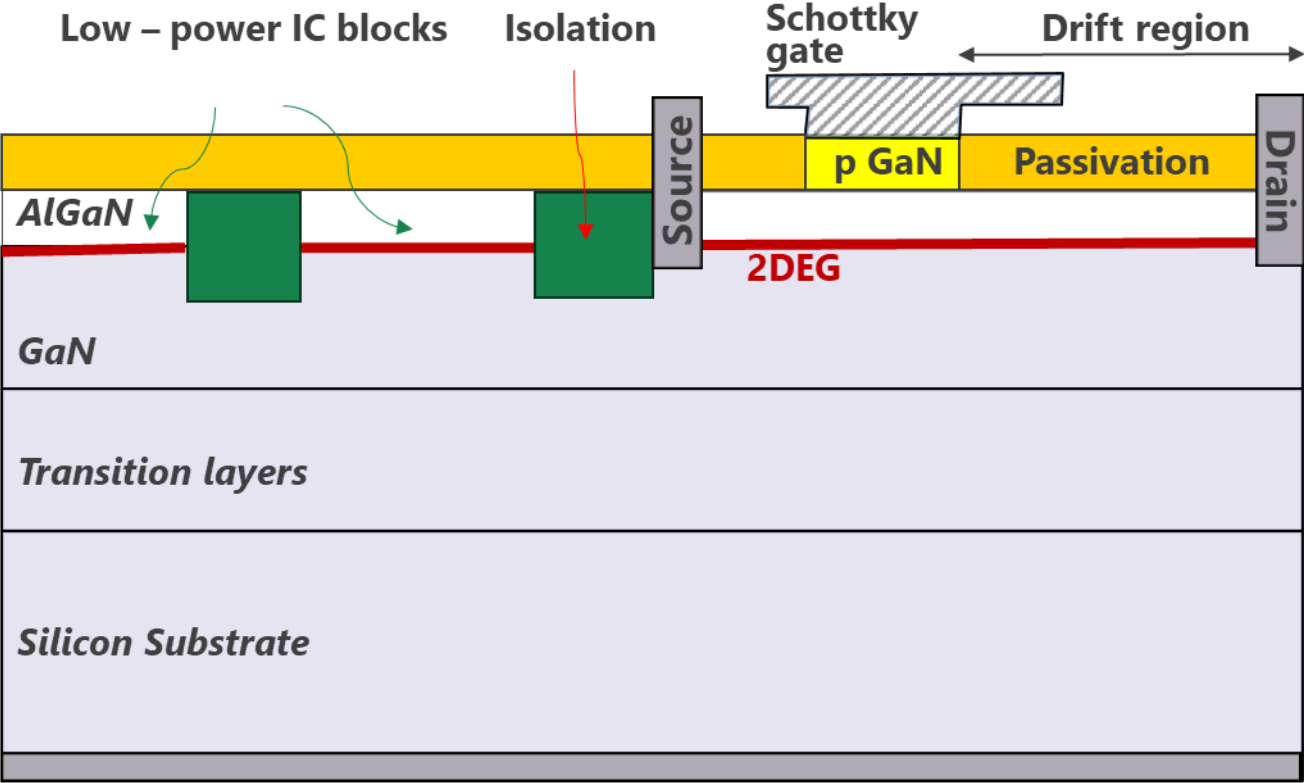 Low – power IC blocks
Isolation
Schottky
gate
Drift region
Source
p GaN
Passivation
Drain
AlGaN
2DEG
GaN
Transition layers
Silicon Substrate